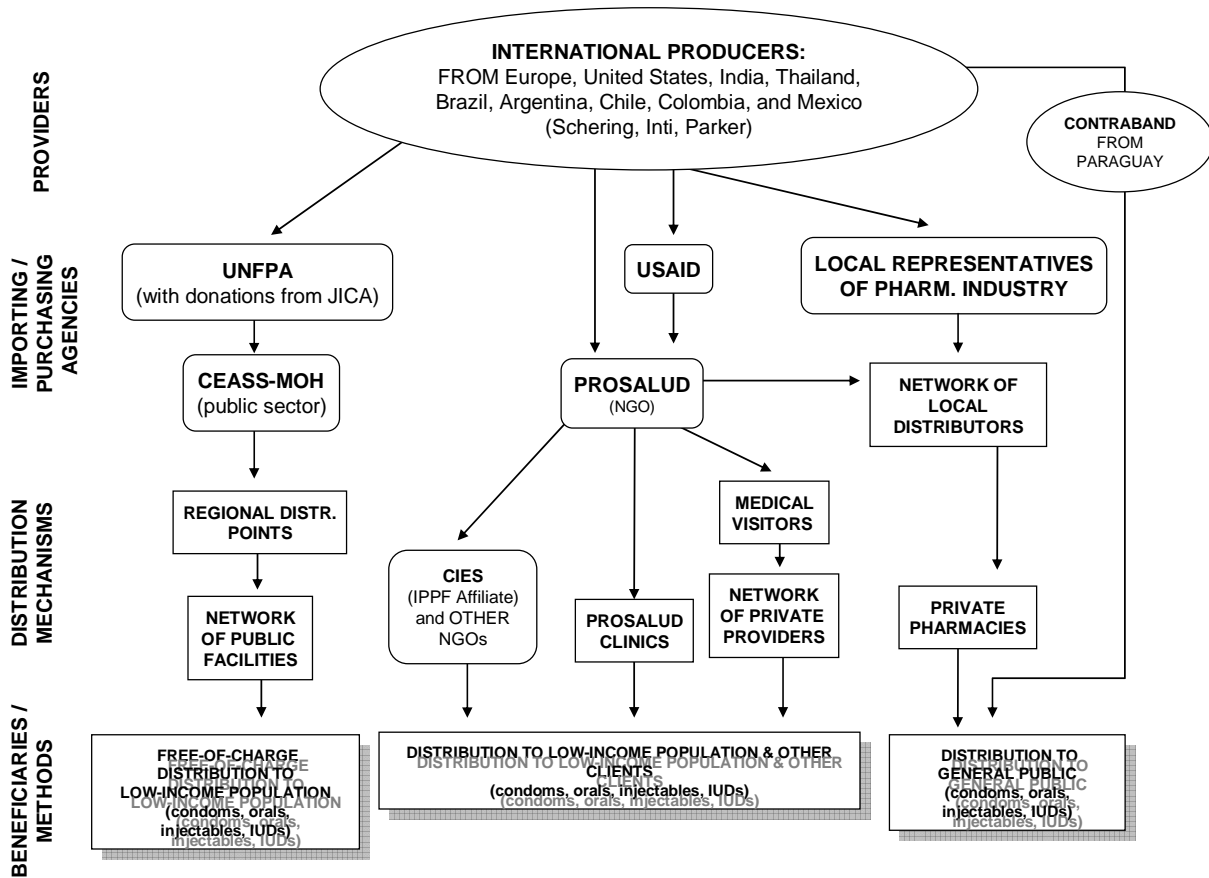 PROVIDERS
INTERNATIONAL PRODUCERS:
FROM Europe, United States, India, Thailand,
Brazil, Argentina, Chile, Colombia, and Mexico
(Schering, Inti, Parker)
CONTRABAND
FROM
PARAGUAY
IMPORTING /
PURCHASING
AGENCIES
UNFPA
(with donations from JICA)
USAID
LOCAL REPRESENTATIVES
OF PHARM. INDUSTRY
CEASS-MOH
(public sector)
PROSALUD
(NGO)
NETWORK OF
LOCAL
DISTRIBUTORS
DISTRIBUTION
MECHANISMS
REGIONAL DISTR.
POINTS
MEDICAL
VISITORS
CIES
(IPPF Affiliate)
and OTHER
NGOs
NETWORK
OF PUBLIC
FACILITIES
PROSALUD
CLINICS
NETWORK
OF PRIVATE
PROVIDERS
PRIVATE
PHARMACIES
BENEFICIARIES /
METHODS
FREE-OF-CHARGE
DISTRIBUTION TO
LOW-INCOME POPULATION
(condoms, orals,
injectables, IUDs)
DISTRIBUTION TO LOW-INCOME POPULATION & OTHER
CLIENTS
(condoms, orals, injectables, IUDs)
DISTRIBUTION TO
GENERAL PUBLIC
(condoms, orals,
injectables, IUDs)